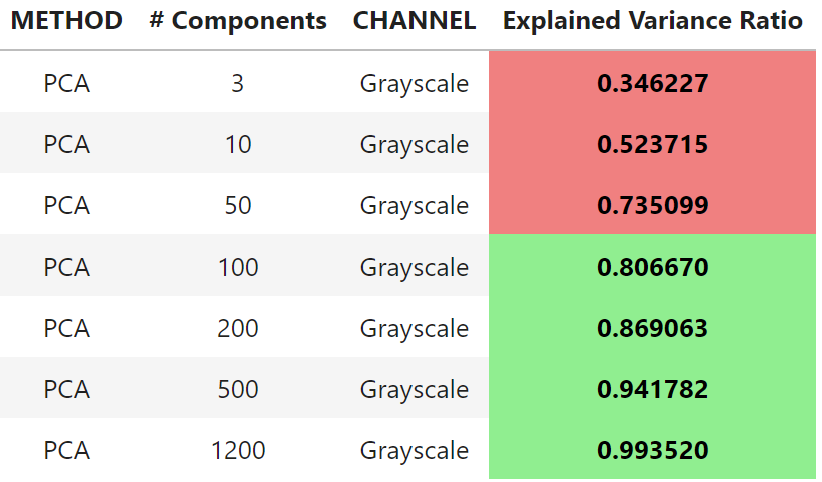 METHOD # Components CHANNEL Explained Variance Ratio
PCA 3 Grayscale 0.346227
PCA 10 Grayscale 0.523715
PCA 50 Grayscale 0.735099
PCA 100 Grayscale 0.806670
PCA 200 Grayscale 0.869063
PCA 500 Grayscale 0.941782
PCA 1200 Grayscale 0.993520